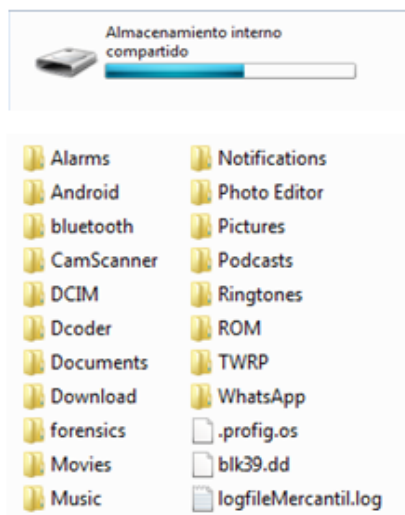 Almacenamiento interno
compartido
Alarms
Android
bluetooth
CamScanner
DCIM
Dcoder
Documents
Download
forensics
Movies
Music
Notifications
Photo Editor
Pictures
Podcasts
Ringtones
ROM
TWRP
WhatsApp
.profig.os
blk39.dd
logfileMercantil.log